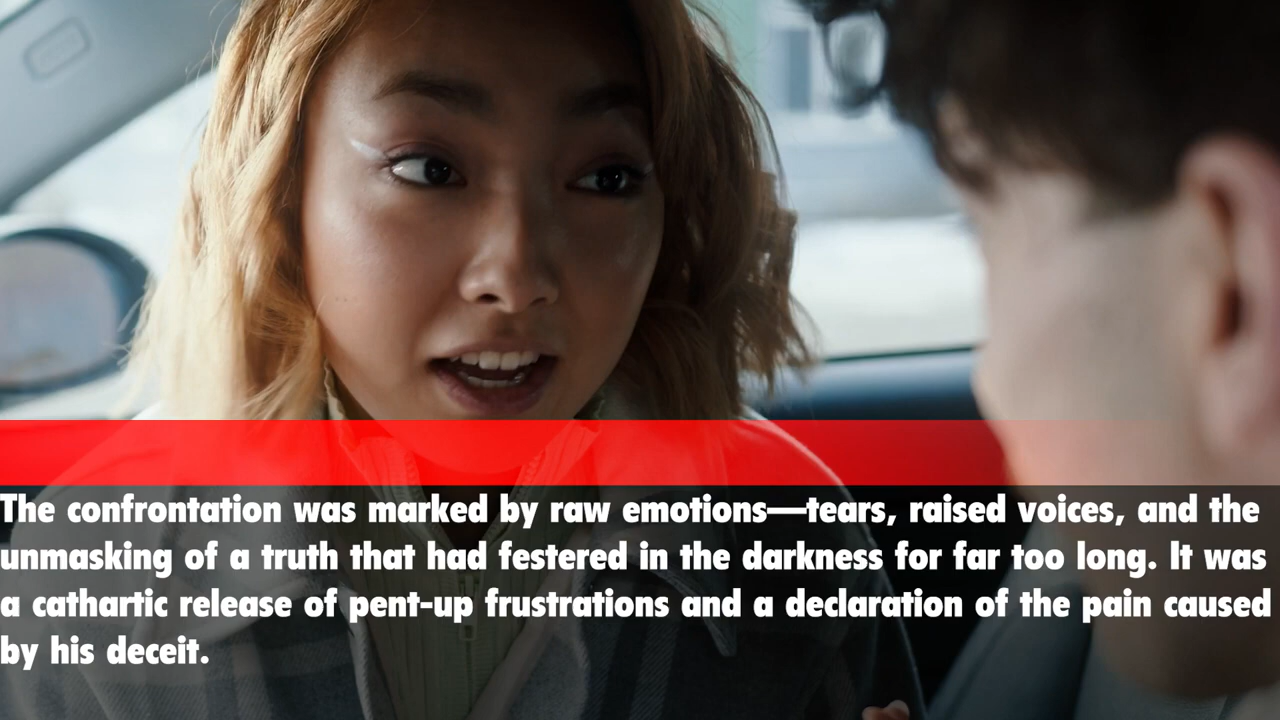 The confrontation was marked by raw emotions—tears, raised voices, and the
unmasking of a truth that had festered in the darkness for far too long. It was
a cathartic release of pent-up frustrations and a declaration of the pain caused
by his deceit.